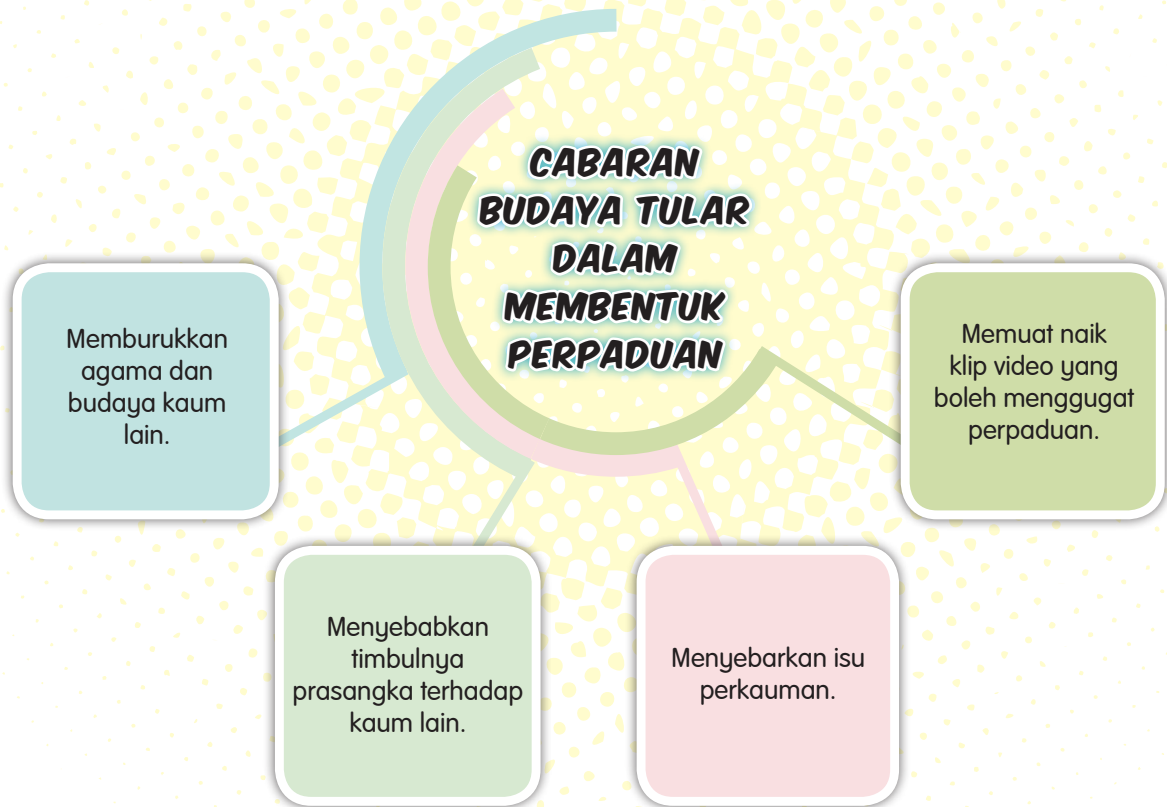 CABARAN
BUDAYA TULAR
DALAM
MEMBENTUK
PERPADUAN
Memburukkan
agama dan
budaya kaum
lain.
Menyebabkan
timbulnya
prasangka terhadap
kaum lain.
Menyebarkan isu
perkauman.
Memuat naik
klip video yang
boleh menggugat
perpaduan.